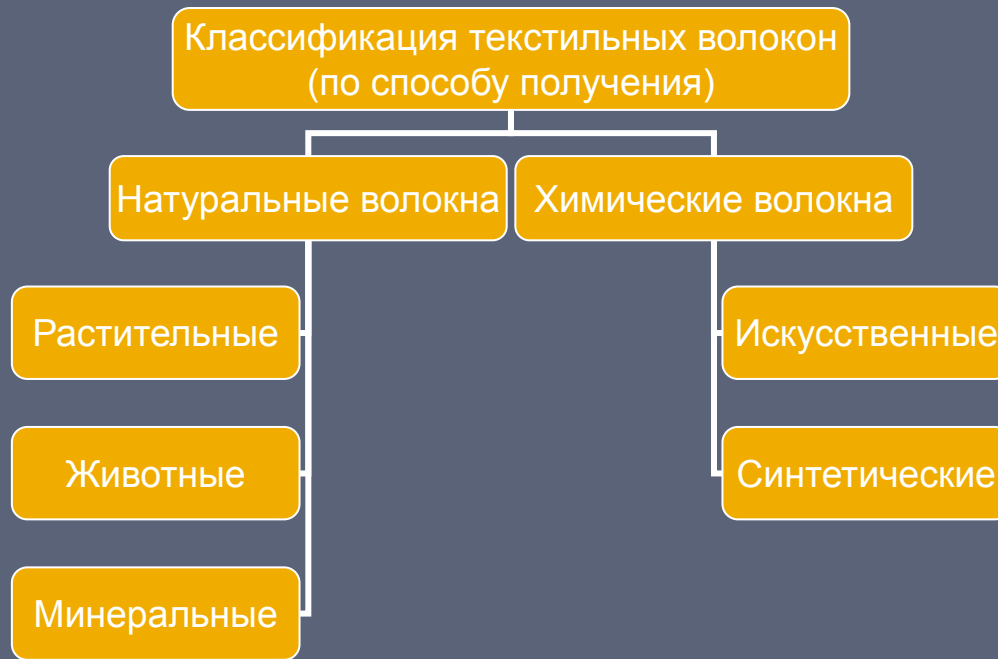 Классификация текстильных волокон
(по способу получения)
Натуральные волокна
Химические волокна
Растительные
Искусственные
Животные
Синтетические
Минеральные